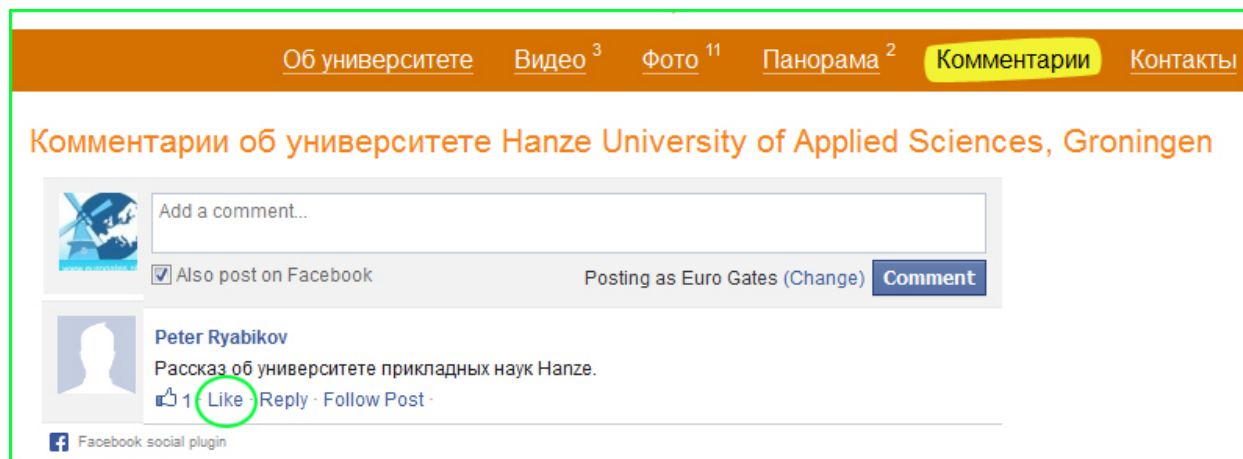 Об университете Видео 3 Фото 11 Панорама 2 Комментарии Контакты
Комментарии об университете Hanze University of Applied Sciences, Groningen
Add a comment...
Also post on Facebook Posting as Euro Gates (Change) Comment
Peter Ryabikov
Рассказ об университете прикладных наук Hanze.
1 · Like · Reply · Follow Post ·
Facebook social plugin